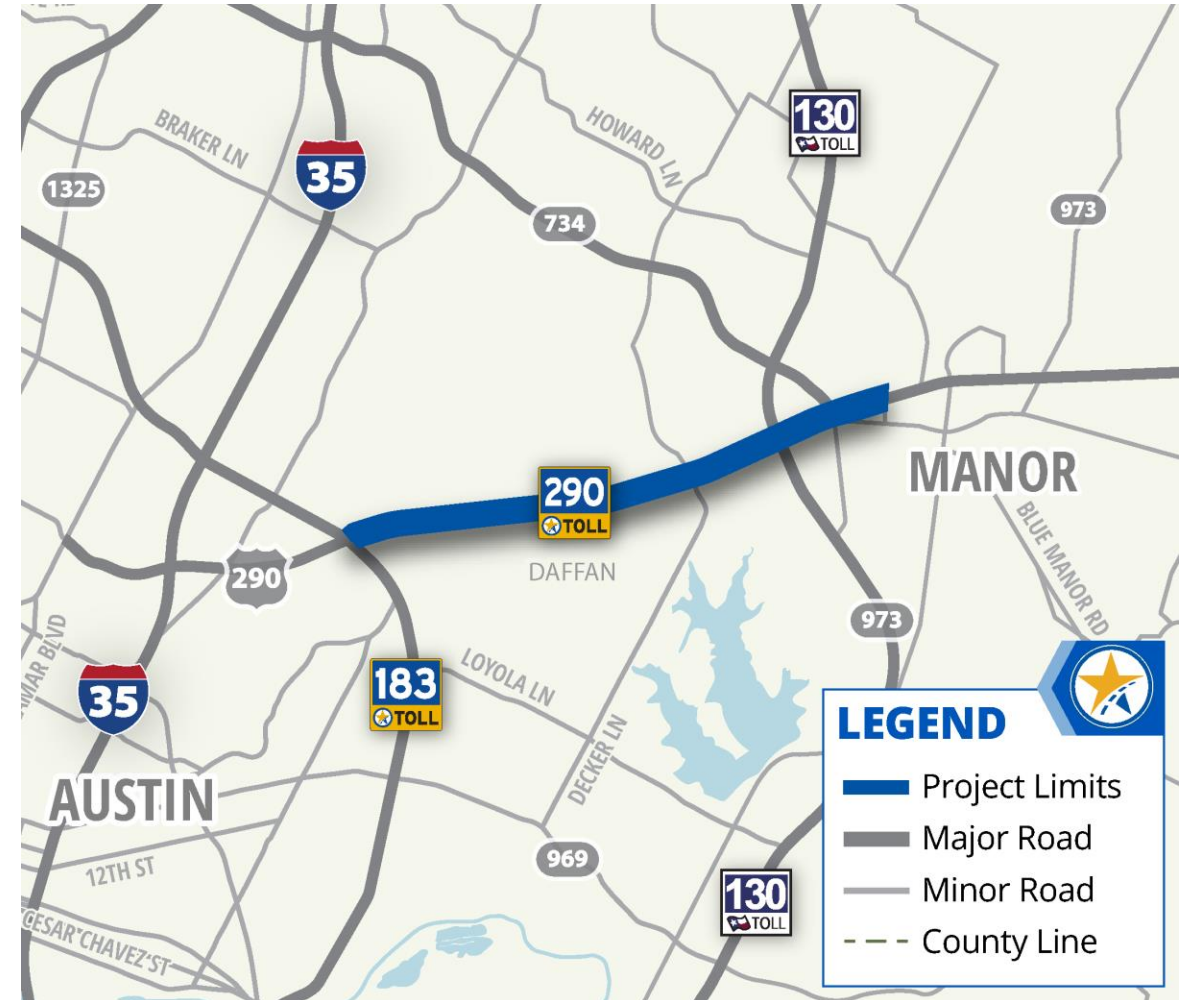 BRAKER LN
35
1325
HOWARD LN
130
TOLL
734
973
290
TOLL
MANOR
DAFFAN
290
BLUE MANOR RD
973
LOYOLA LN
183
TOLL
35
DECKER LN
AUSTIN
12TH ST
969
130
TOLL
CESAR CHAVEZ ST
LEGEND
Project Limits
Major Road
Minor Road
County Line